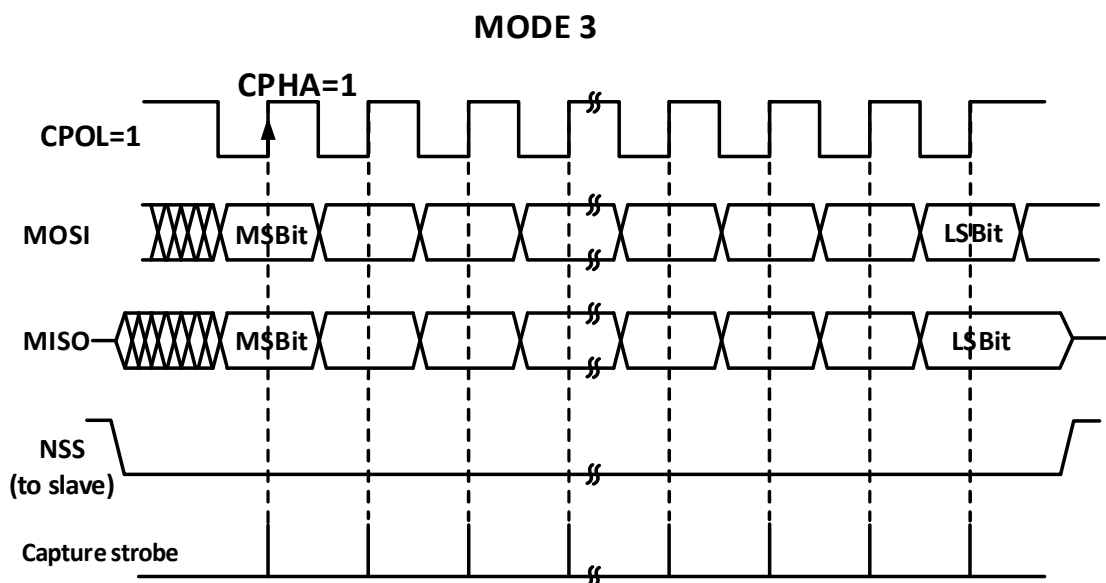 MODE 3
CPHA=1
CPOL=1
MOSI
MSBit
LSBit
MISO
MSBit
LSBit
NSS
(to slave)
Capture strobe